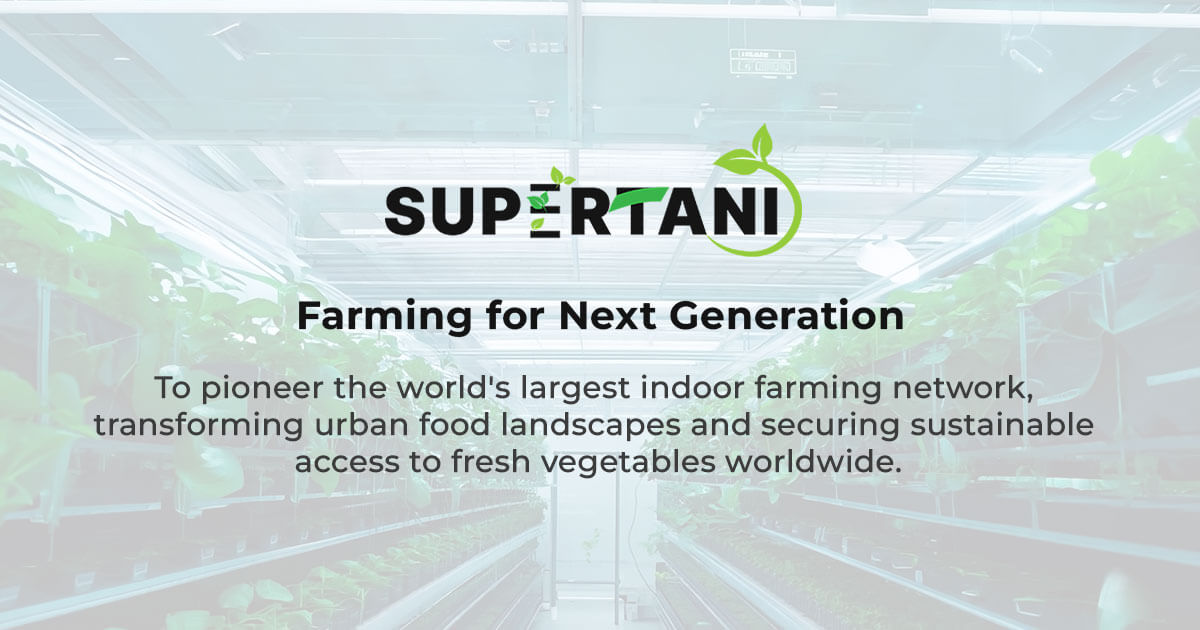 SUPERTANI
Farming for Next Generation
To pioneer the world's largest indoor farming network,
transforming urban food landscapes and securing sustainable
access to fresh vegetables worldwide.